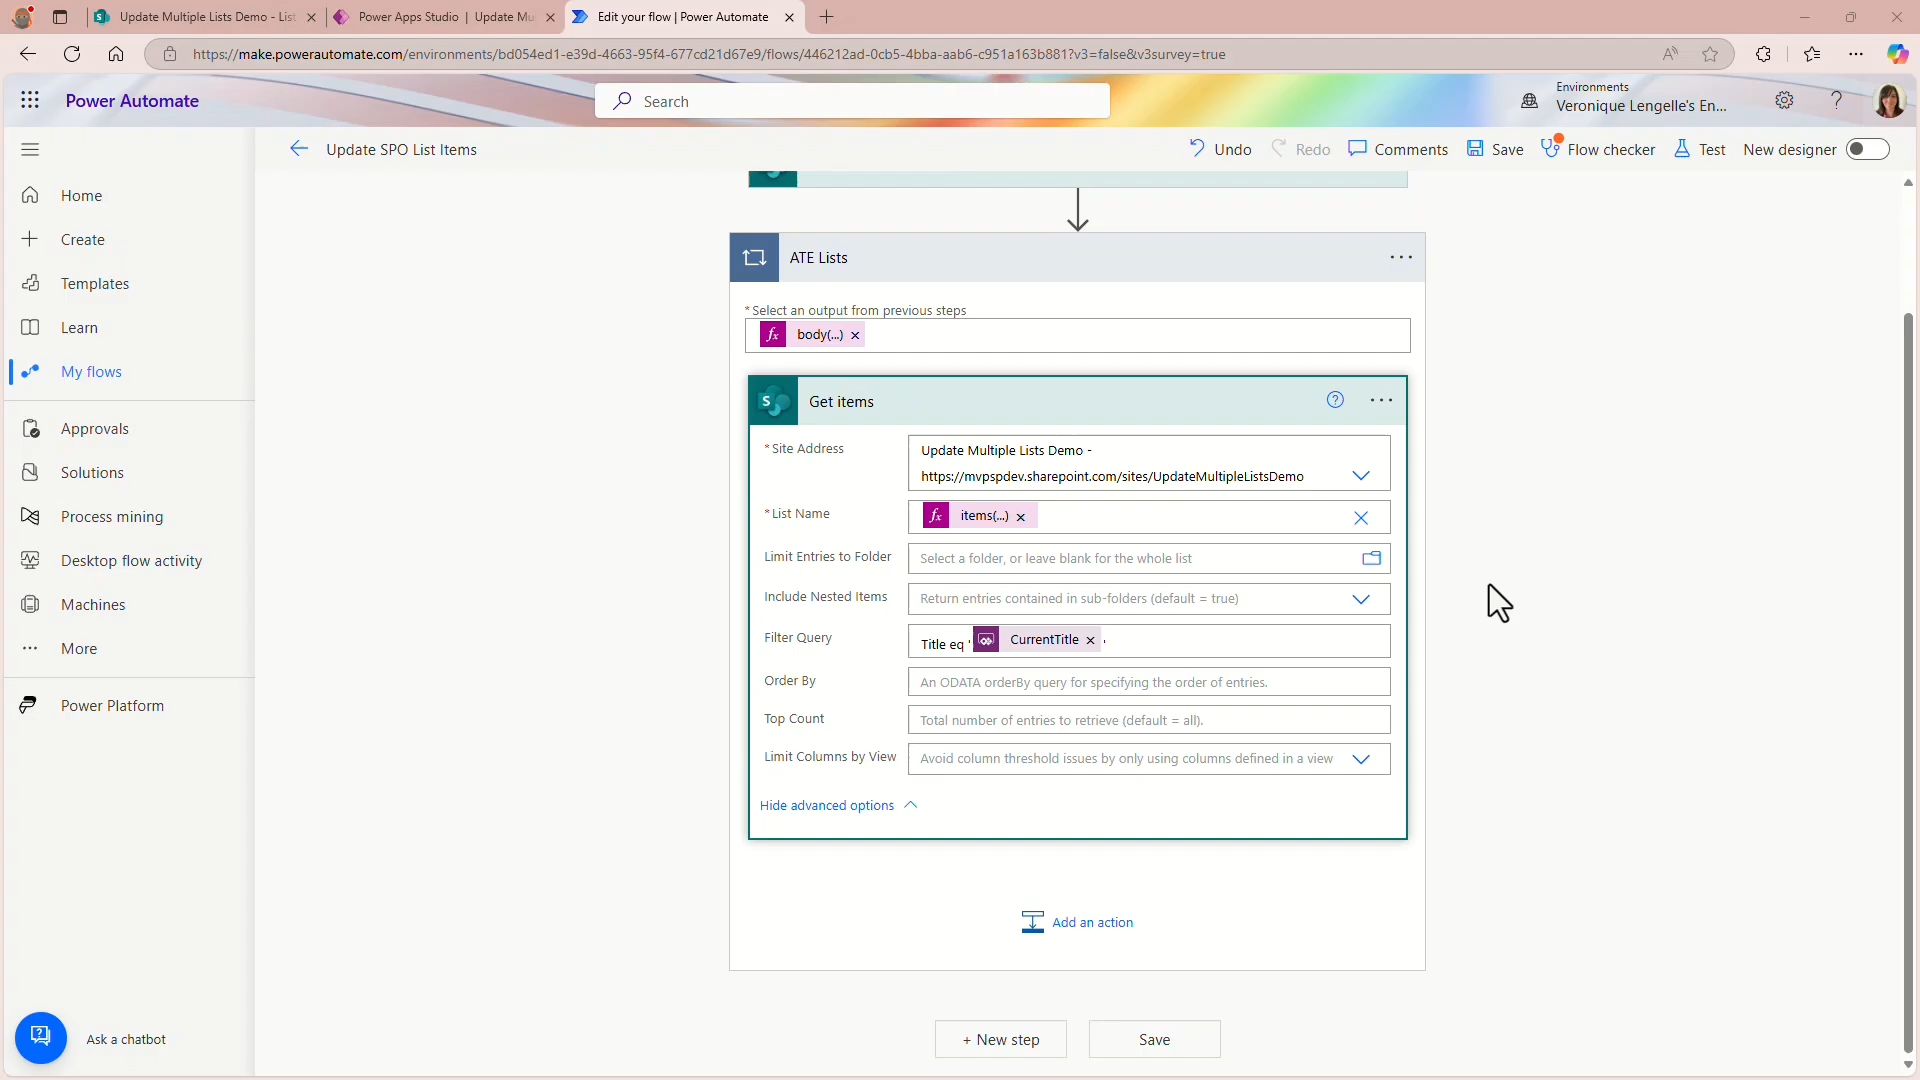 Update Multiple Lists Demo - List
Power Apps Studio | Update Mu
Edit your flow | Power Automate
https://make.powerautomate.com/environments/bd054ed1-e39d-4663-95f4-677cd21d67e9/flows/446212ad-0cb5-4bba-aab6-c951a163b881?v3=false&v3survey=true
Power Automate
Search
Environments
Veronique Lengelle's En...
Update SPO List Items
Undo
Redo
Comments
Save
Flow checker
Test
New designer
Home
Create
Templates
Learn
My flows
Approvals
Solutions
Process mining
Desktop flow activity
Machines
More
Power Platform
Ask a chatbot
ATE Lists
* Select an output from previous steps
fx body(...) ×
Get items
* Site Address
Update Multiple Lists Demo -
https://mvpspdev.sharepoint.com/sites/UpdateMultipleListsDemo
* List Name
fx items(...) ×
Limit Entries to Folder
Select a folder, or leave blank for the whole list
Include Nested Items
Return entries contained in sub-folders (default = true)
Filter Query
Title eq ' CurrentTitle × '
Order By
An ODATA orderBy query for specifying the order of entries.
Top Count
Total number of entries to retrieve (default = all).
Limit Columns by View
Avoid column threshold issues by only using columns defined in a view
Hide advanced options
Add an action
+ New step
Save